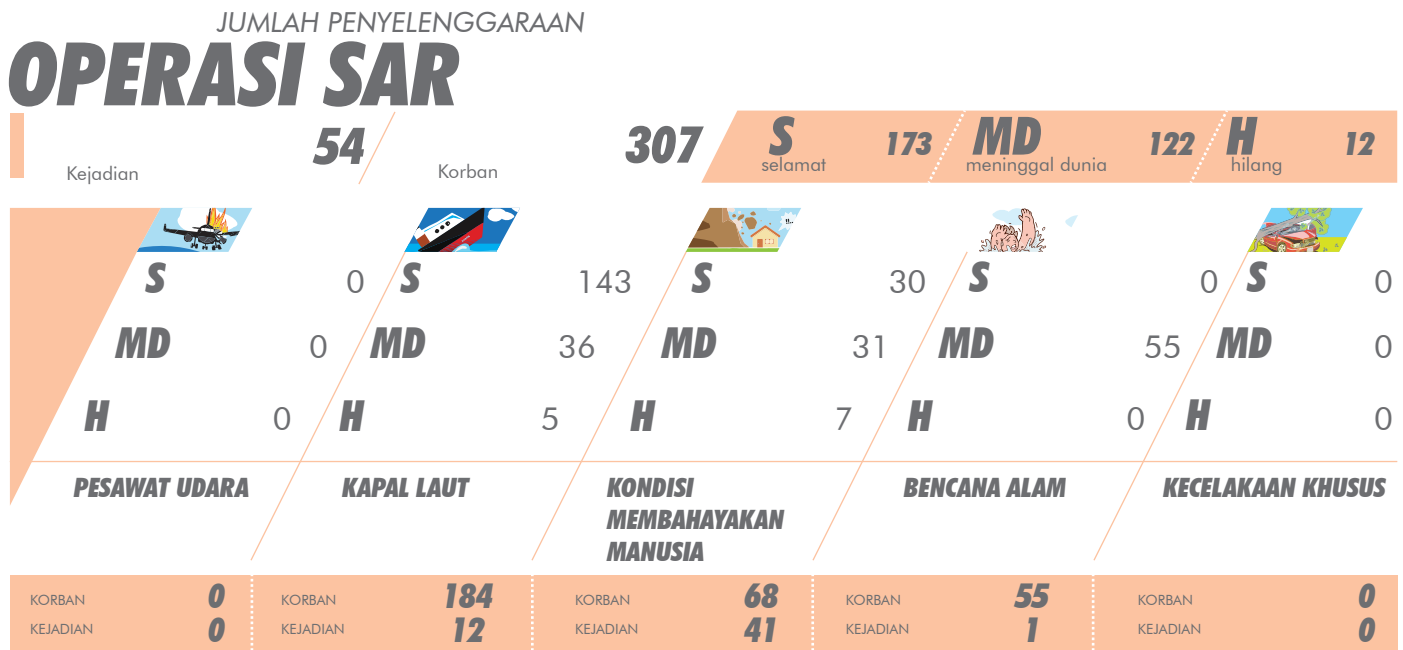 JUMLAH PENYELENGGARAAN
OPERASI SAR
Kejadian 54
Korban 307
S selamat 173
MD meninggal dunia 122
H hilang 12
S 0 S 143 S 30 S 0 S 0
MD 0 MD 36 MD 31 MD 55 MD 0
H 0 H 5 H 7 H 0 H 0
PESAWAT UDARA
KAPAL LAUT
KONDISI
MEMBAHAYAKAN
MANUSIA
BENCANA ALAM
KECELAKAAN KHUSUS
KORBAN 0 KORBAN 184 KORBAN 68 KORBAN 55 KORBAN 0
KEJADIAN 0 KEJADIAN 12 KEJADIAN 41 KEJADIAN 1 KEJADIAN 0